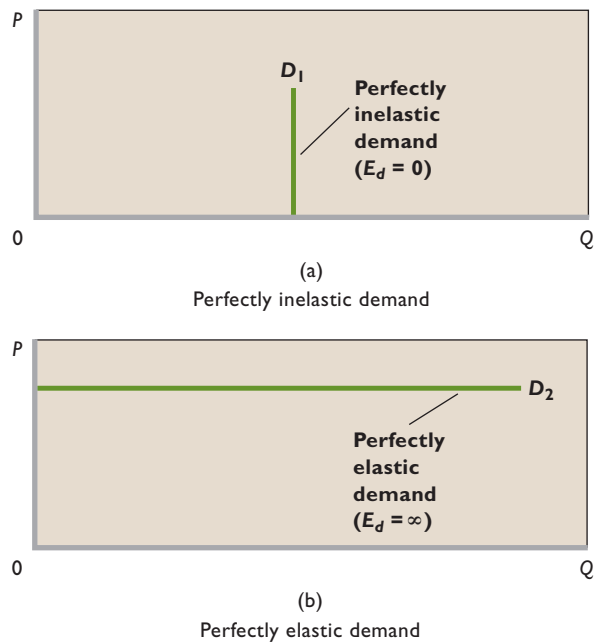 P
D1
Perfectly
inelastic
demand
(Ed = 0)
0
Q
(a)
Perfectly inelastic demand
P
D2
Perfectly
elastic
demand
(Ed = ∞)
0
Q
(b)
Perfectly elastic demand